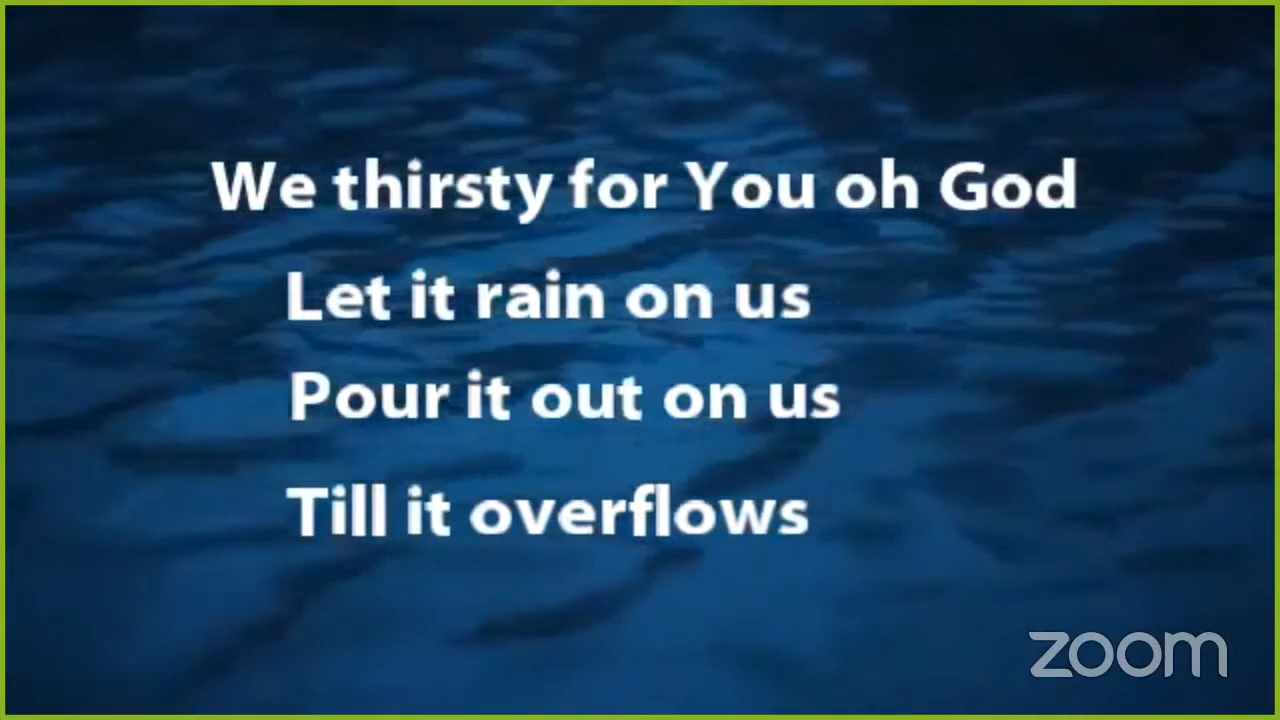 We thirsty for You oh God
Let it rain on us
Pour it out on us
Till it overflows
zoom